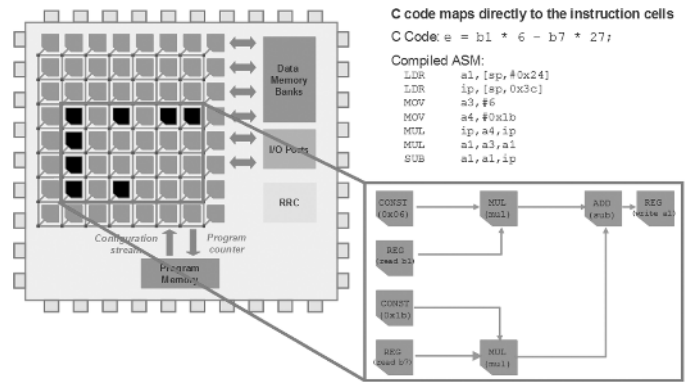 C code maps directly to the instruction cells
C Code: e = b1 * 6 - b7 * 27;
Compiled ASM:
LDR a1,[sp,#0x24]
LDR ip,[sp,0x3c]
MOV a3,#6
MOV a4,#0x1b
MUL ip,a4,ip
MUL a1,a3,a1
SUB a1,a1,ip
Data
Memory
Banks
I/O Ports
RRC
Configuration
stream
Program
counter
Program
Memory
CONST
(0x06)
MUL
(mul)
ADD
(sub)
REG
(write a1)
REG
(read b1)
CONST
(0x1b)
REG
(read b7)
MUL
(mul)